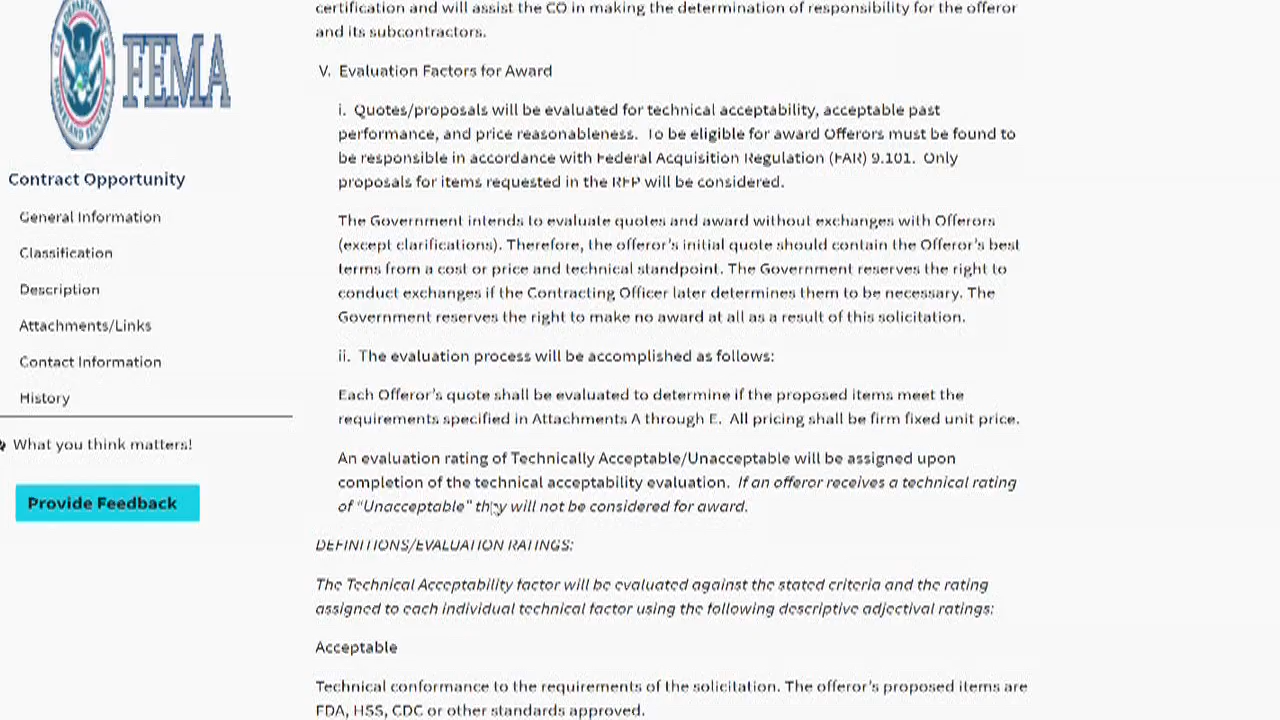 certification and will assist the CO in making the determination of responsibility for the offeror
and its subcontractors.
FEMA
V. Evaluation Factors for Award
i. Quotes/proposals will be evaluated for technical acceptability, acceptable past
performance, and price reasonableness. To be eligible for award Offerors must be found to
be responsible in accordance with Federal Acquisition Regulation (FAR) 9.101. Only
proposals for items requested in the RFP will be considered.
Contract Opportunity
General Information
Classification
Description
Attachments/Links
Contact Information
History
What you think matters!
Provide Feedback
The Government intends to evaluate quotes and award without exchanges with Offerors
(except clarifications). Therefore, the offeror's initial quote should contain the Offeror's best
terms from a cost or price and technical standpoint. The Government reserves the right to
conduct exchanges if the Contracting Officer later determines them to be necessary. The
Government reserves the right to make no award at all as a result of this solicitation.
ii. The evaluation process will be accomplished as follows:
Each Offeror's quote shall be evaluated to determine if the proposed items meet the
requirements specified in Attachments A through E. All pricing shall be firm fixed unit price.
An evaluation rating of Technically Acceptable/Unacceptable will be assigned upon
completion of the technical acceptability evaluation. If an offeror receives a technical rating
of "Unacceptable" they will not be considered for award.
DEFINITIONS/EVALUATION RATINGS:
The Technical Acceptability factor will be evaluated against the stated criteria and the rating
assigned to each individual technical factor using the following descriptive adjectival ratings:
Acceptable
Technical conformance to the requirements of the solicitation. The offeror's proposed items are
FDA, HSS, CDC or other standards approved.